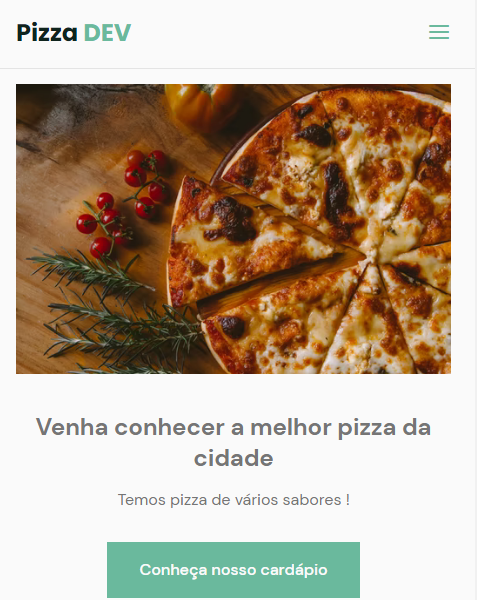 Pizza DEV
Venha conhecer a melhor pizza da
cidade
Temos pizza de vários sabores !
Conheça nosso cardápio